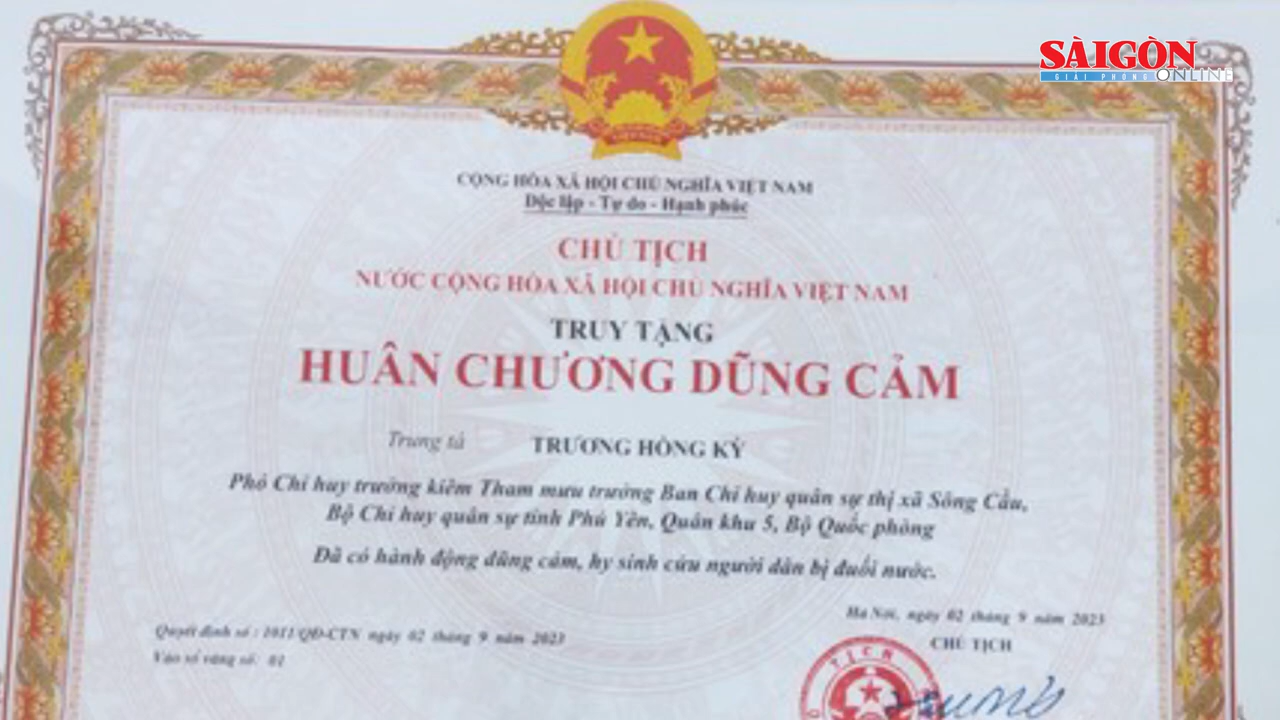 SÀIGÒN
GIẢI PHÓNG ONLINE
CỘNG HÒA XÃ HỘI CHỦ NGHĨA VIỆT NAM
Độc lập - Tự do - Hạnh phúc
CHỦ TỊCH
NƯỚC CỘNG HÒA XÃ HỘI CHỦ NGHĨA VIỆT NAM
TRUY TẶNG
HUÂN CHƯƠNG DŨNG CẢM
Trung tá TRƯƠNG HỒNG KỲ
Phó Chỉ huy trưởng kiêm Tham mưu trưởng Ban Chỉ huy quân sự thị xã Sông Cầu,
Bộ Chỉ huy quân sự tỉnh Phú Yên, Quân khu 5, Bộ Quốc phòng
Đã có hành động dũng cảm, hy sinh cứu người dân bị đuối nước.
Hà Nội, ngày 02 tháng 9 năm 2023
Quyết định số: 1011/QĐ-CTN ngày 02 tháng 9 năm 2023
CHỦ TỊCH
Vào sổ vàng số: 01
TỊCH